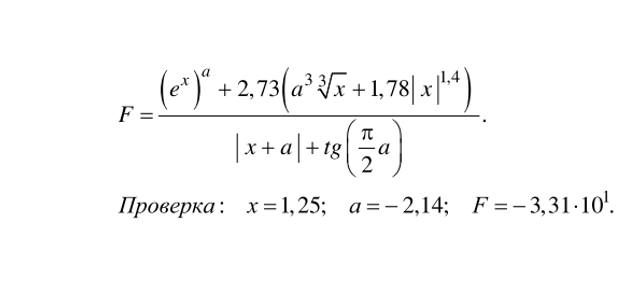 F = ((e^x)^a + 2,73(a^3 ∛x + 1,78|x|^1,4)) / (|x + a| + tg(π/2 a)).
Проверка: x = 1,25; a = − 2,14; F = − 3,31·10^1.